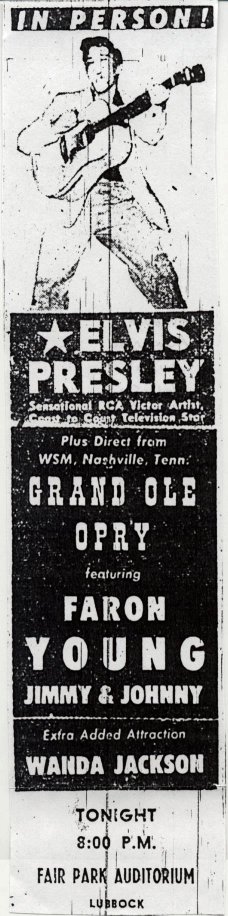 IN PERSON!
★ELVIS
PRESLEY
Sensational RCA Victor Artist,
Coast to Coast Television Star
Plus Direct from
WSM, Nashville, Tenn.
GRAND OLE
OPRY
featuring
FARON
YOUNG
JIMMY & JOHNNY
Extra Added Attraction
WANDA JACKSON
TONIGHT
8:00 P.M.
FAIR PARK AUDITORIUM
LUBBOCK